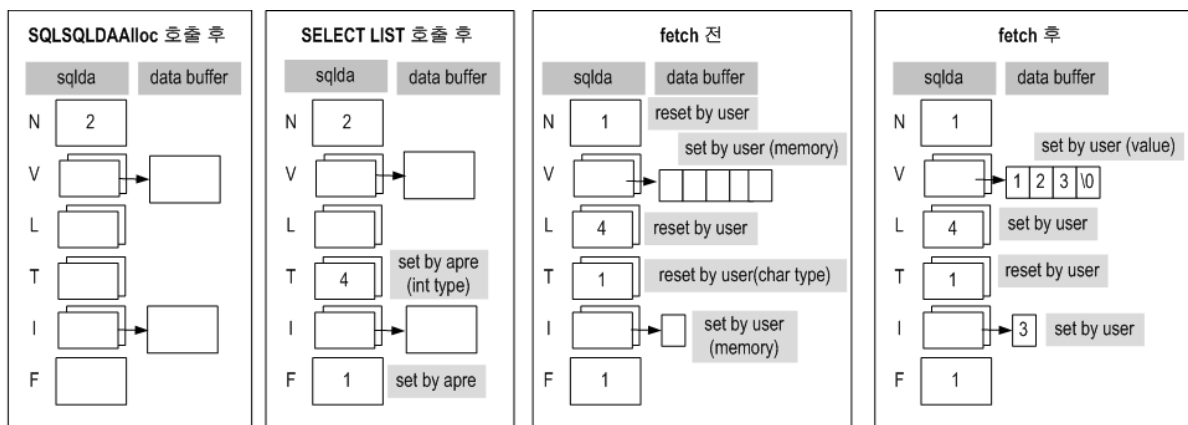 SQLSQLDAAlloc 호출 후
sqlda data buffer
N 2
V
L
T
I
F
SELECT LIST 호출 후
sqlda data buffer
N 2
V
L
T 4 set by apre
(int type)
I
F 1 set by apre
fetch 전
sqlda data buffer
N 1 reset by user
set by user (memory)
V
L 4 reset by user
T 1 reset by user(char type)
I set by user
(memory)
F 1
fetch 후
sqlda data buffer
N 1
set by user (value)
V 1 2 3 \0
L 4 set by user
T 1 reset by user
I 3 set by user
F 1